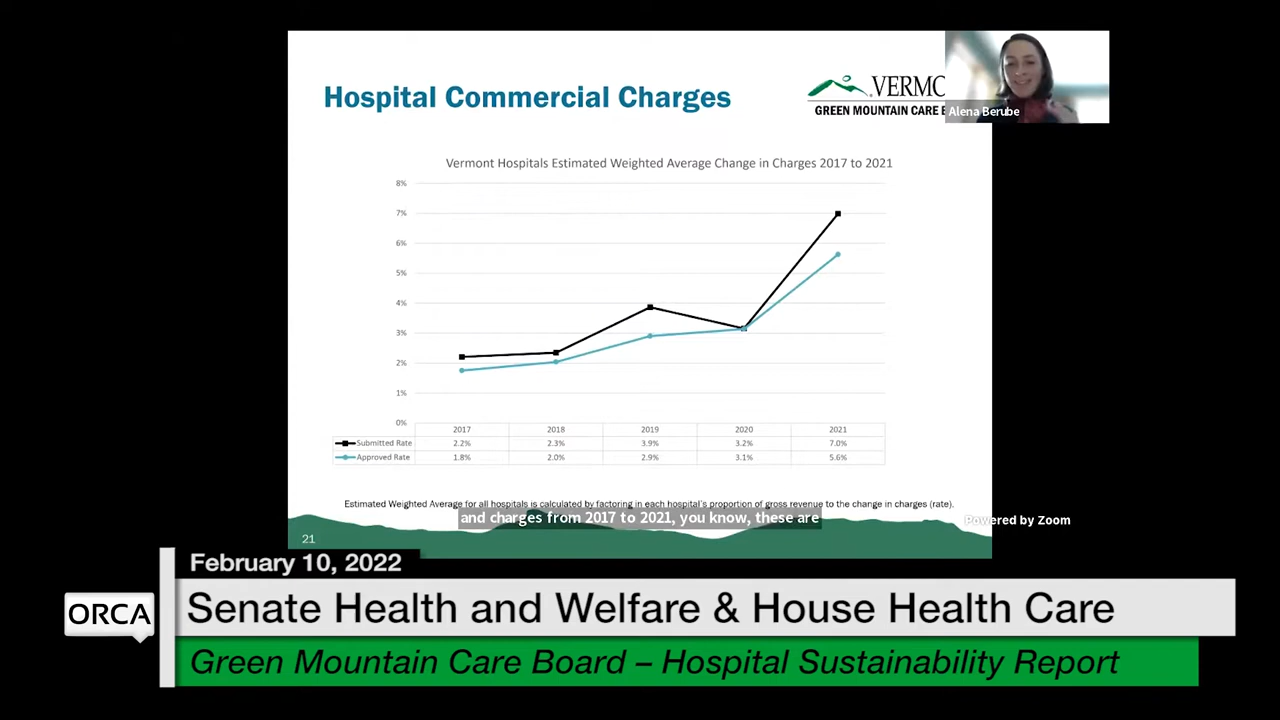 Hospital Commercial Charges
VERMO
GREEN MOUNTAIN CARE B
Alena Berube
Vermont Hospitals Estimated Weighted Average Change in Charges 2017 to 2021
8%
7%
6%
5%
4%
3%
2%
1%
0%
2017 2018 2019 2020 2021
Submitted Rate 2.2% 2.3% 3.9% 3.2% 7.0%
Approved Rate 1.8% 2.0% 2.9% 3.1% 5.6%
Estimated Weighted Average for all hospitals is calculated by factoring in each hospital's proportion of gross revenue to the change in charges (rate).
and charges from 2017 to 2021, you know, these are
Powered by Zoom
21
February 10, 2022
ORCA
Senate Health and Welfare & House Health Care
Green Mountain Care Board – Hospital Sustainability Report